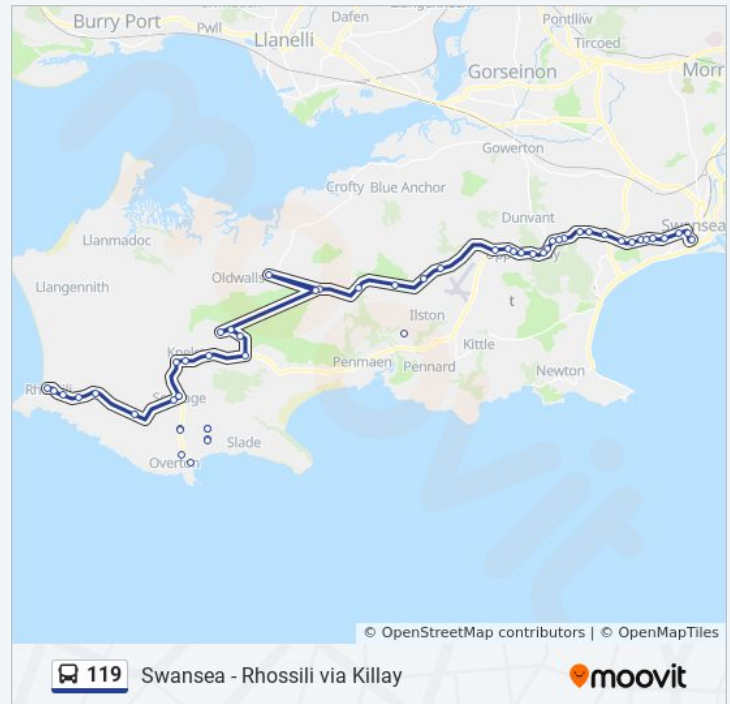 Burry Port
Pwll
Dafen
Llanelli
Pontlliw
Tircoed
Gorseinon
Morr
Gowerton
Crofty
Blue Anchor
Dunvant
Swansea
Llanmadoc
Oldwalls
Llangennith
Ilston
t
Kittle
Penmaen
Pennard
Newton
Slade
Overton
© OpenStreetMap contributors | © OpenMapTiles
119 Swansea - Rhossili via Killay
moovit